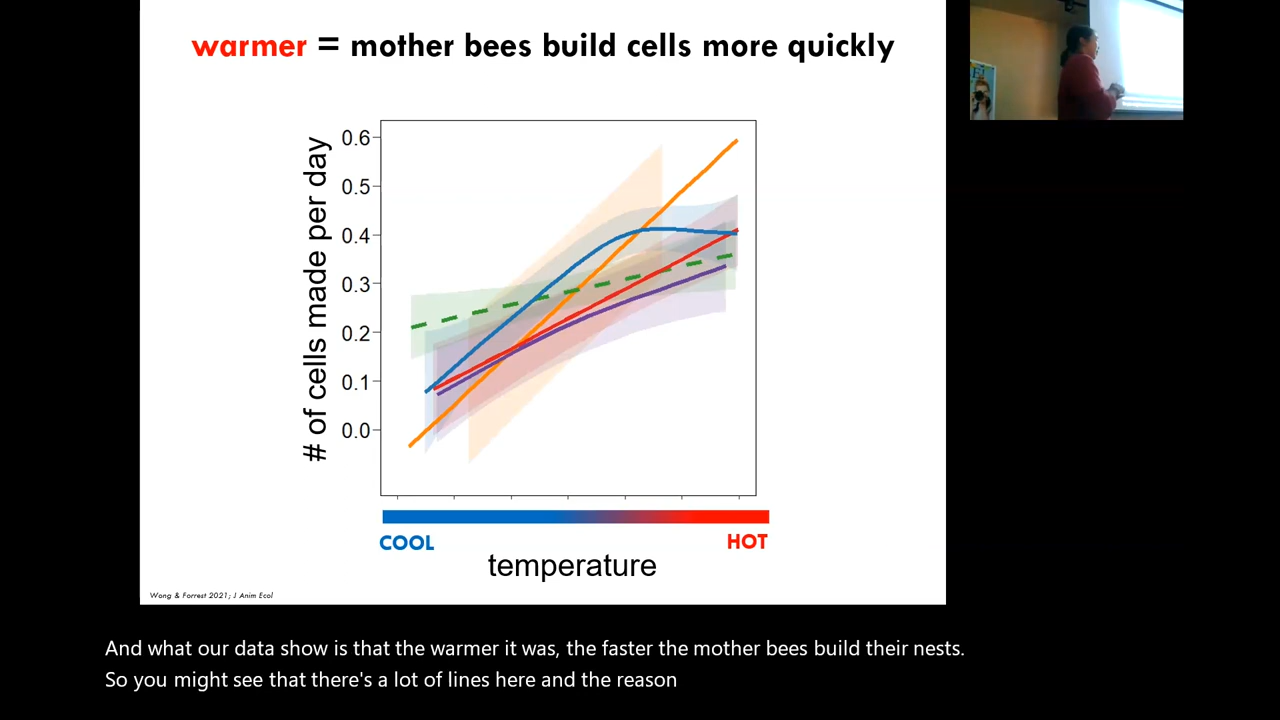 warmer = mother bees build cells more quickly
# of cells made per day
0.6
0.5
0.4
0.3
0.2
0.1
0.0
COOL
HOT
temperature
Wong & Forrest 2021; J Anim Ecol
And what our data show is that the warmer it was, the faster the mother bees build their nests.
So you might see that there's a lot of lines here and the reason